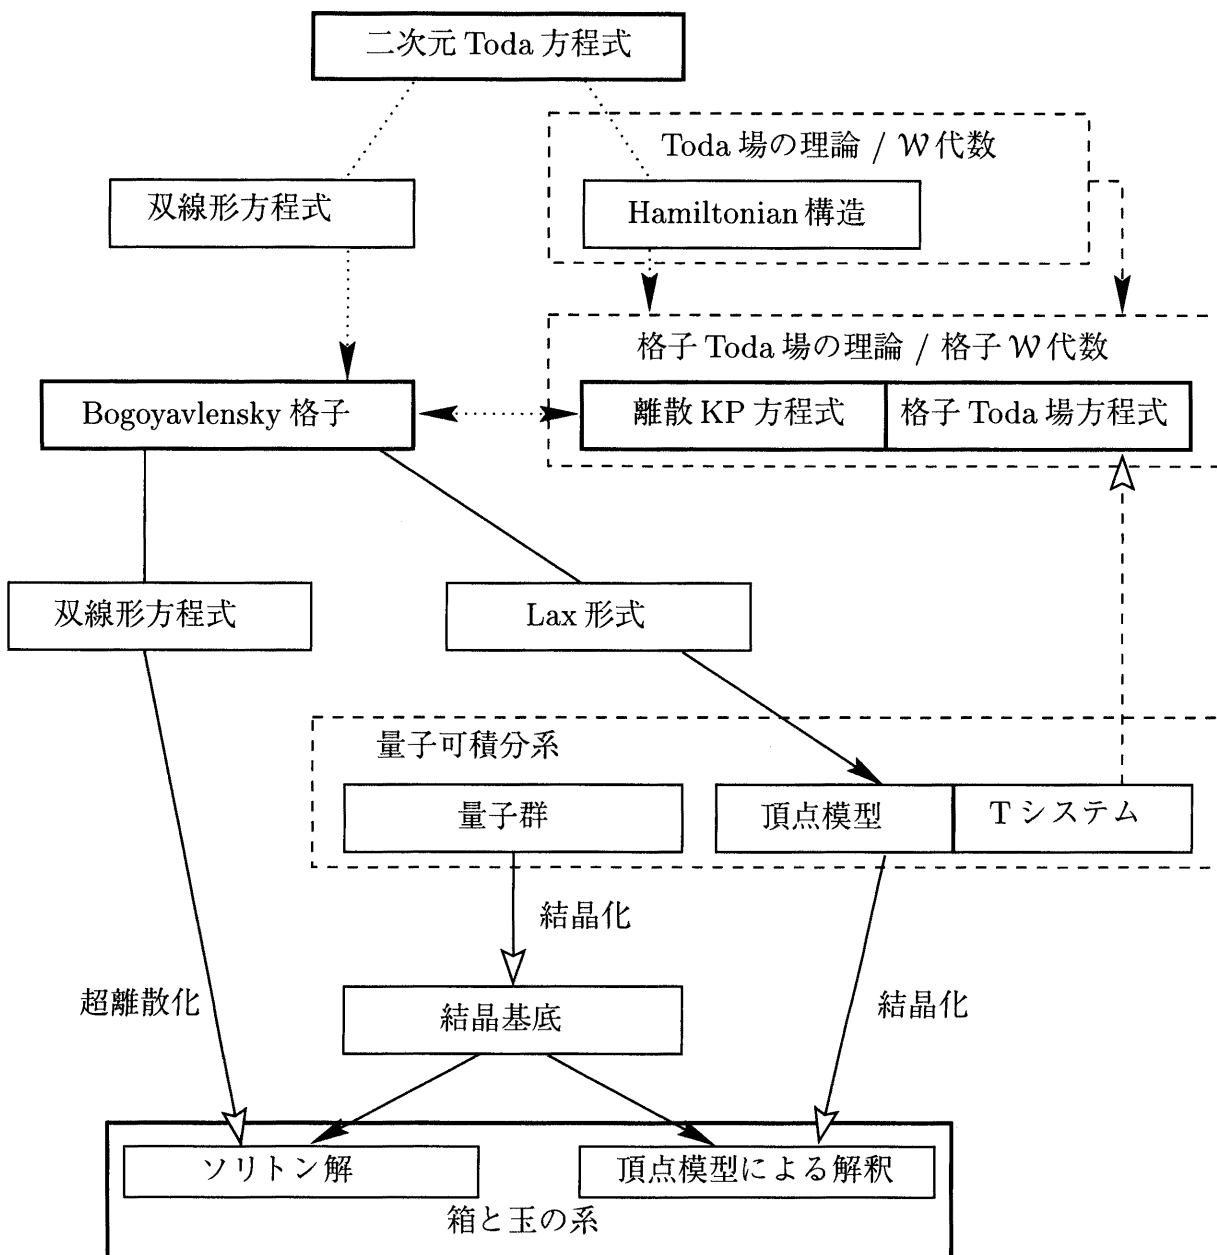 二次元 Toda 方程式
Toda 場の理論 / W代数
双線形方程式
Hamiltonian 構造
格子 Toda 場の理論 / 格子 W代数
Bogoyavlensky 格子
離散 KP 方程式
格子 Toda 場方程式
双線形方程式
Lax 形式
量子可積分系
量子群
頂点模型
T システム
結晶化
超離散化
結晶基底
結晶化
ソリトン解
頂点模型による解釈
箱と玉の系